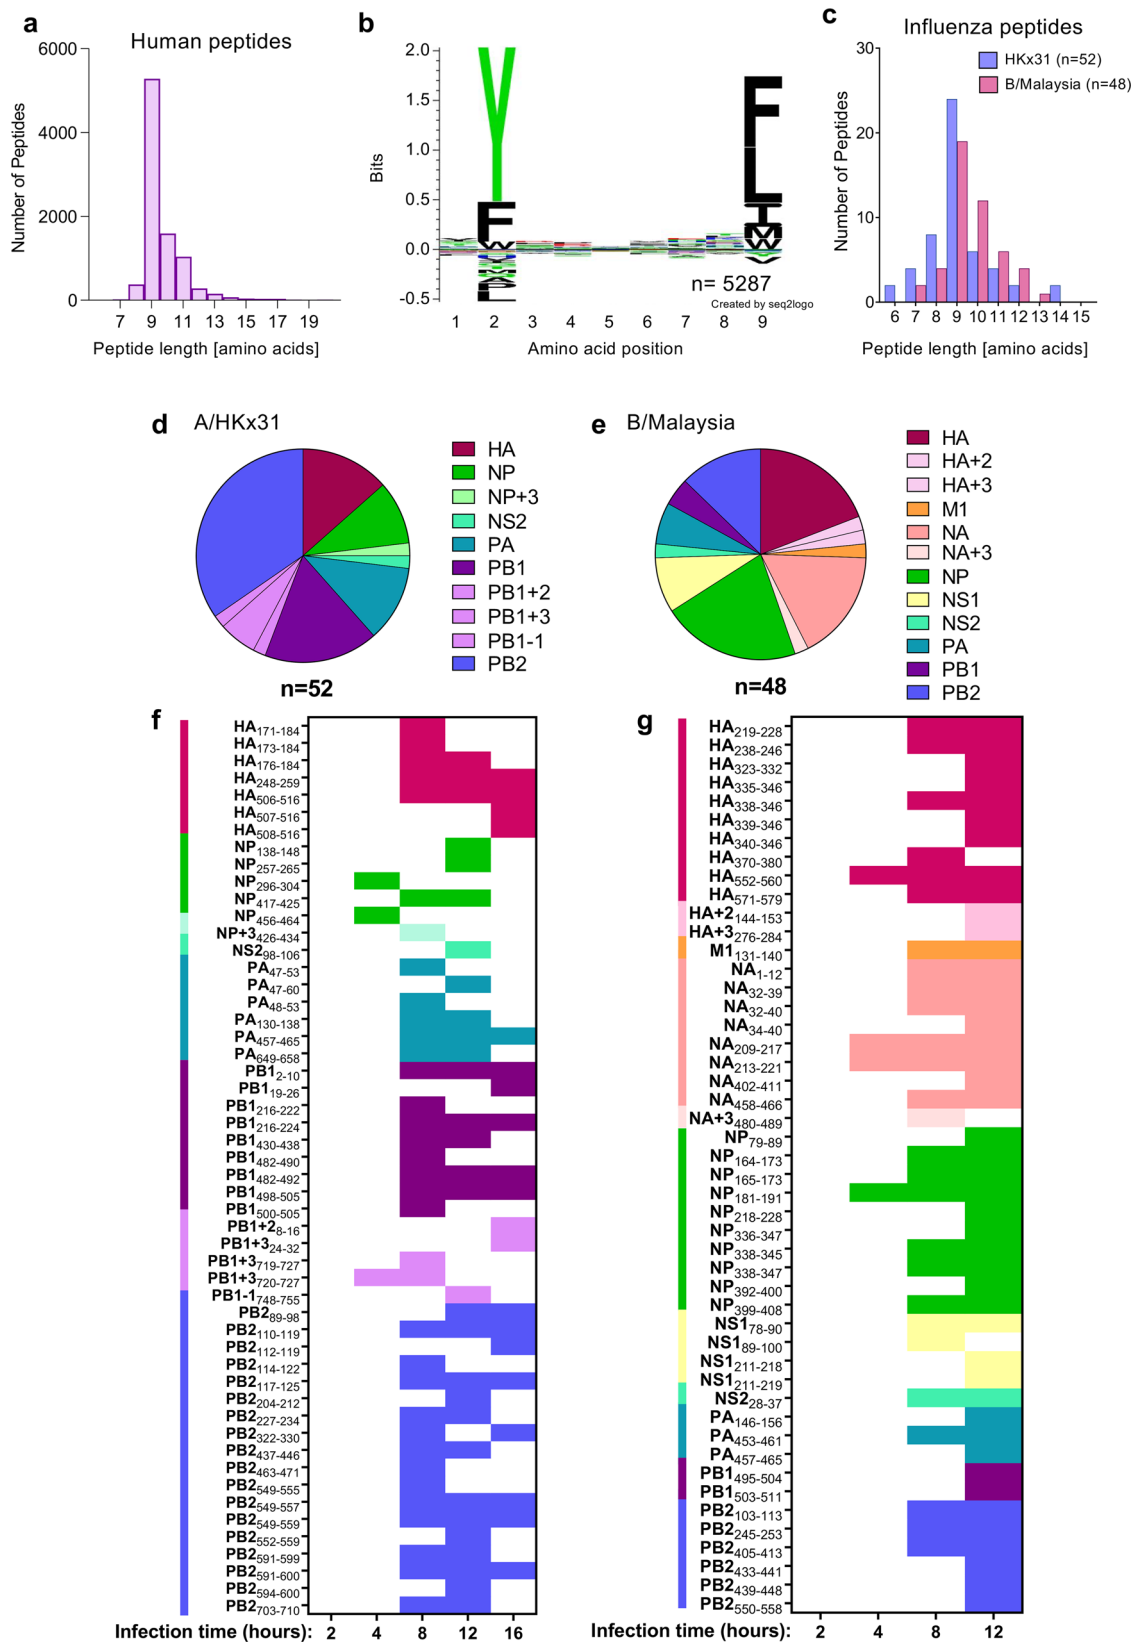 a
Human peptides
6000
4000
2000
0
Number of Peptides
7 9 11 13 15 17 19
Peptide length [amino acids]
b
2.0
1.5
1.0
0.5
0.0
-0.5
Bits
Y
F
F
L
I
M
n= 5287
Created by seq2logo
1 2 3 4 5 6 7 8 9
Amino acid position
c
Influenza peptides
HKx31 (n=52)
B/Malaysia (n=48)
30
20
10
0
Number of Peptides
6 7 8 9 10 11 12 13 14 15
Peptide length [amino acids]
d
A/HKx31
HA
NP
NP+3
NS2
PA
PB1
PB1+2
PB1+3
PB1-1
PB2
n=52
e
B/Malaysia
HA
HA+2
HA+3
M1
NA
NA+3
NP
NS1
NS2
PA
PB1
PB2
n=48
f
HA171-184
HA173-184
HA176-184
HA248-259
HA506-516
HA507-516
HA508-516
NP138-148
NP257-265
NP296-304
NP417-425
NP456-464
NP+3426-434
NS298-106
PA47-53
PA47-60
PA48-53
PA130-138
PA457-465
PA649-658
PB12-10
PB119-26
PB1216-222
PB1216-224
PB1430-438
PB1482-490
PB1482-492
PB1498-505
PB1500-505
PB1+28-16
PB1+324-32
PB1+3719-727
PB1+3720-727
PB1-1748-755
PB289-98
PB2110-119
PB2112-119
PB2114-122
PB2117-125
PB2204-212
PB2227-234
PB2322-330
PB2437-446
PB2463-471
PB2549-555
PB2549-557
PB2549-559
PB2552-559
PB2591-599
PB2591-600
PB2594-600
PB2703-710
Infection time (hours): 2 4 8 12 16
g
HA219-228
HA238-246
HA323-332
HA335-346
HA338-346
HA339-346
HA340-346
HA370-380
HA552-560
HA571-579
HA+2144-153
HA+3276-284
M1131-140
NA1-12
NA32-39
NA32-40
NA34-40
NA209-217
NA213-221
NA402-411
NA458-466
NA+3480-489
NP79-89
NP164-173
NP165-173
NP181-191
NP218-228
NP336-347
NP338-345
NP338-347
NP392-400
NP399-408
NS178-90
NS189-100
NS1211-218
NS1211-219
NS228-37
PA146-156
PA453-461
PA457-465
PB1495-504
PB1503-511
PB2103-113
PB2245-253
PB2405-413
PB2433-441
PB2439-448
PB2550-558
Infection time (hours): 2 4 8 12